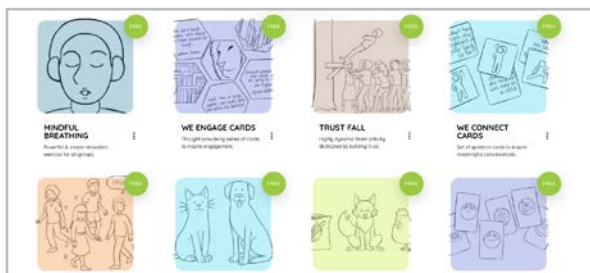 FREE
FREE
FREE
FREE
MINDFUL
BREATHING
WE ENGAGE CARDS
TRUST FALL
WE CONNECT
CARDS
Powerful & simple relaxation
exercise for all groups.
Thought-provoking series of cards
to inspire engagement.
Highly dynamic team activity
dedicated to building trust.
Set of question cards to inspire
meaningful conversations.
FREE
FREE
FREE
FREE